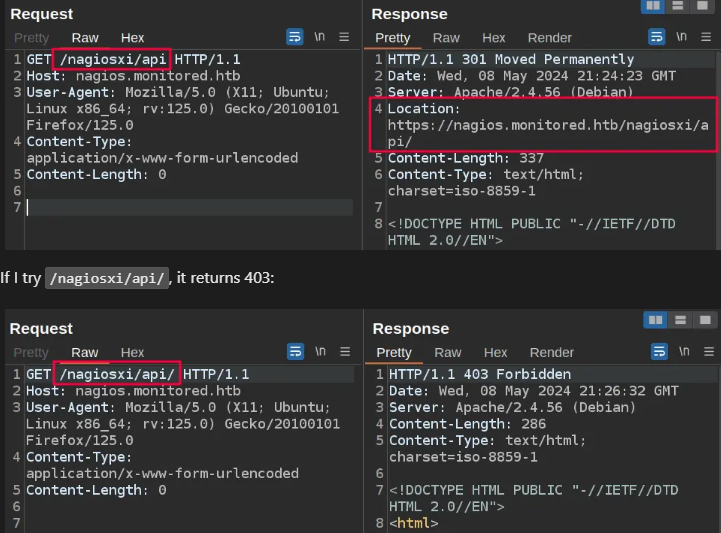 Request
Response
Pretty Raw Hex
\n
Pretty Raw Hex Render
\n
1 GET /nagiosxi/api HTTP/1.1
2 Host: nagios.monitored.htb
3 User-Agent: Mozilla/5.0 (X11; Ubuntu;
Linux x86_64; rv:125.0) Gecko/20100101
Firefox/125.0
4 Content-Type:
application/x-www-form-urlencoded
5 Content-Length: 0
6
7
1 HTTP/1.1 301 Moved Permanently
2 Date: Wed, 08 May 2024 21:24:23 GMT
3 Server: Apache/2.4.56 (Debian)
4 Location:
https://nagios.monitored.htb/nagiosxi/a
pi/
5 Content-Length: 337
6 Content-Type: text/html;
charset=iso-8859-1
7
8 <!DOCTYPE HTML PUBLIC "-//IETF//DTD
HTML 2.0//EN">
If I try /nagiosxi/api/, it returns 403:
Request
Response
Pretty Raw Hex
\n
Pretty Raw Hex Render
\n
1 GET /nagiosxi/api/ HTTP/1.1
2 Host: nagios.monitored.htb
3 User-Agent: Mozilla/5.0 (X11; Ubuntu;
Linux x86_64; rv:125.0) Gecko/20100101
Firefox/125.0
4 Content-Type:
application/x-www-form-urlencoded
5 Content-Length: 0
6
7
1 HTTP/1.1 403 Forbidden
2 Date: Wed, 08 May 2024 21:26:32 GMT
3 Server: Apache/2.4.56 (Debian)
4 Content-Length: 286
5 Content-Type: text/html;
charset=iso-8859-1
6
7 <!DOCTYPE HTML PUBLIC "-//IETF//DTD
HTML 2.0//EN">
8 <html>